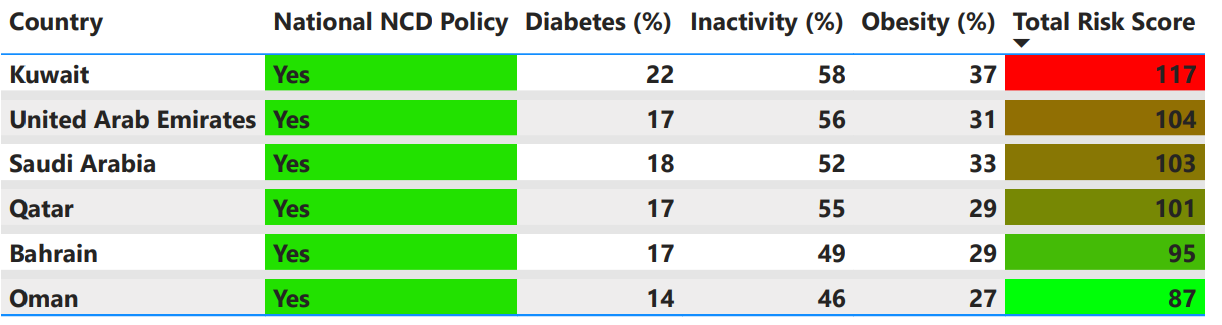 Country National NCD Policy Diabetes (%) Inactivity (%) Obesity (%) Total Risk Score
Kuwait Yes 22 58 37 117
United Arab Emirates Yes 17 56 31 104
Saudi Arabia Yes 18 52 33 103
Qatar Yes 17 55 29 101
Bahrain Yes 17 49 29 95
Oman Yes 14 46 27 87